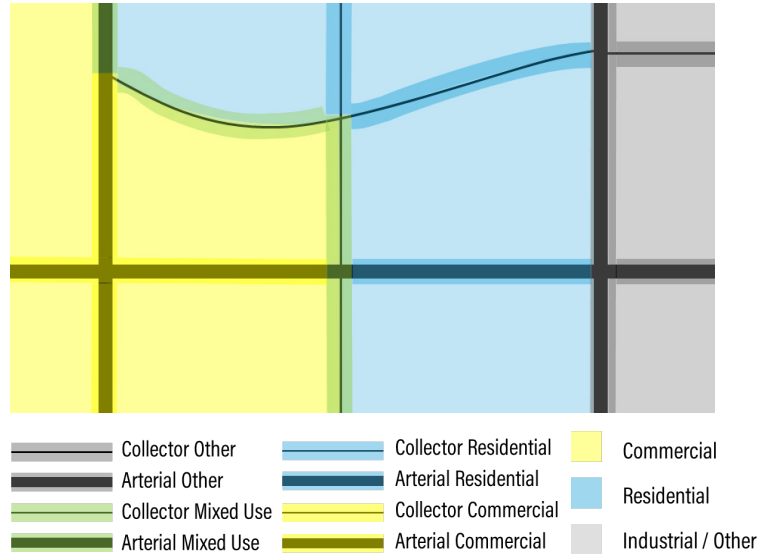 Collector Other
Arterial Other
Collector Mixed Use
Arterial Mixed Use
Collector Residential
Arterial Residential
Collector Commercial
Arterial Commercial
Commercial
Residential
Industrial / Other